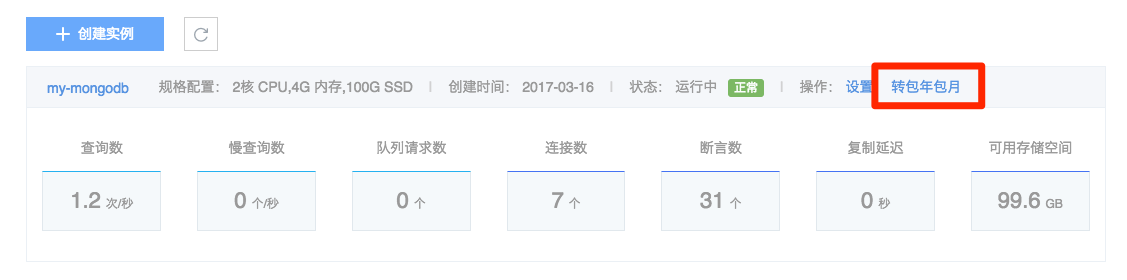 创建实例
my-mongodb 规格配置： 2核 CPU,4G 内存,100G SSD 创建时间： 2017-03-16 状态： 运行中 正常 操作： 设置 转包年包月
查询数 慢查询数 队列请求数 连接数 断言数 复制延迟 可用存储空间
1.2 次/秒 0 个/秒 0 个 7 个 31 个 0 秒 99.6 GB